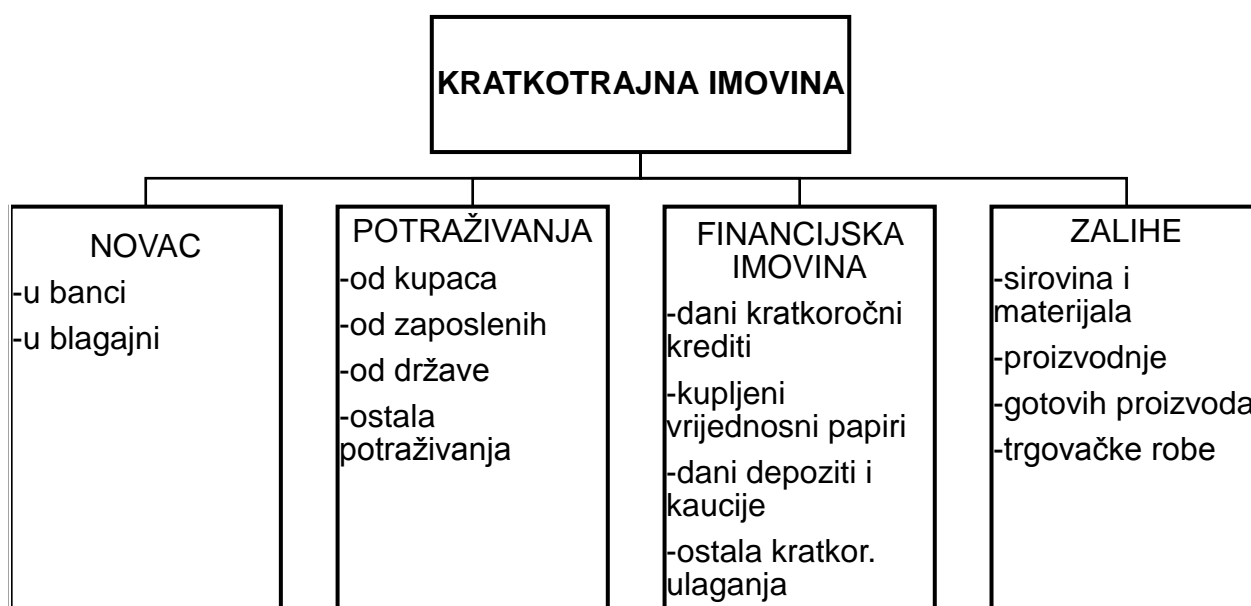 KRATKOTRAJNA IMOVINA
NOVAC
-u banci
-u blagajni
POTRAŽIVANJA
-od kupaca
-od zaposlenih
-od države
-ostala
potraživanja
FINANCIJSKA
IMOVINA
-dani kratkoročni
krediti
-kupljeni
vrijednosni papiri
-dani depoziti i
kaucije
-ostala kratkor.
ulaganja
ZALIHE
-sirovina i
materijala
-proizvodnje
-gotovih proizvoda
-trgovačke robe